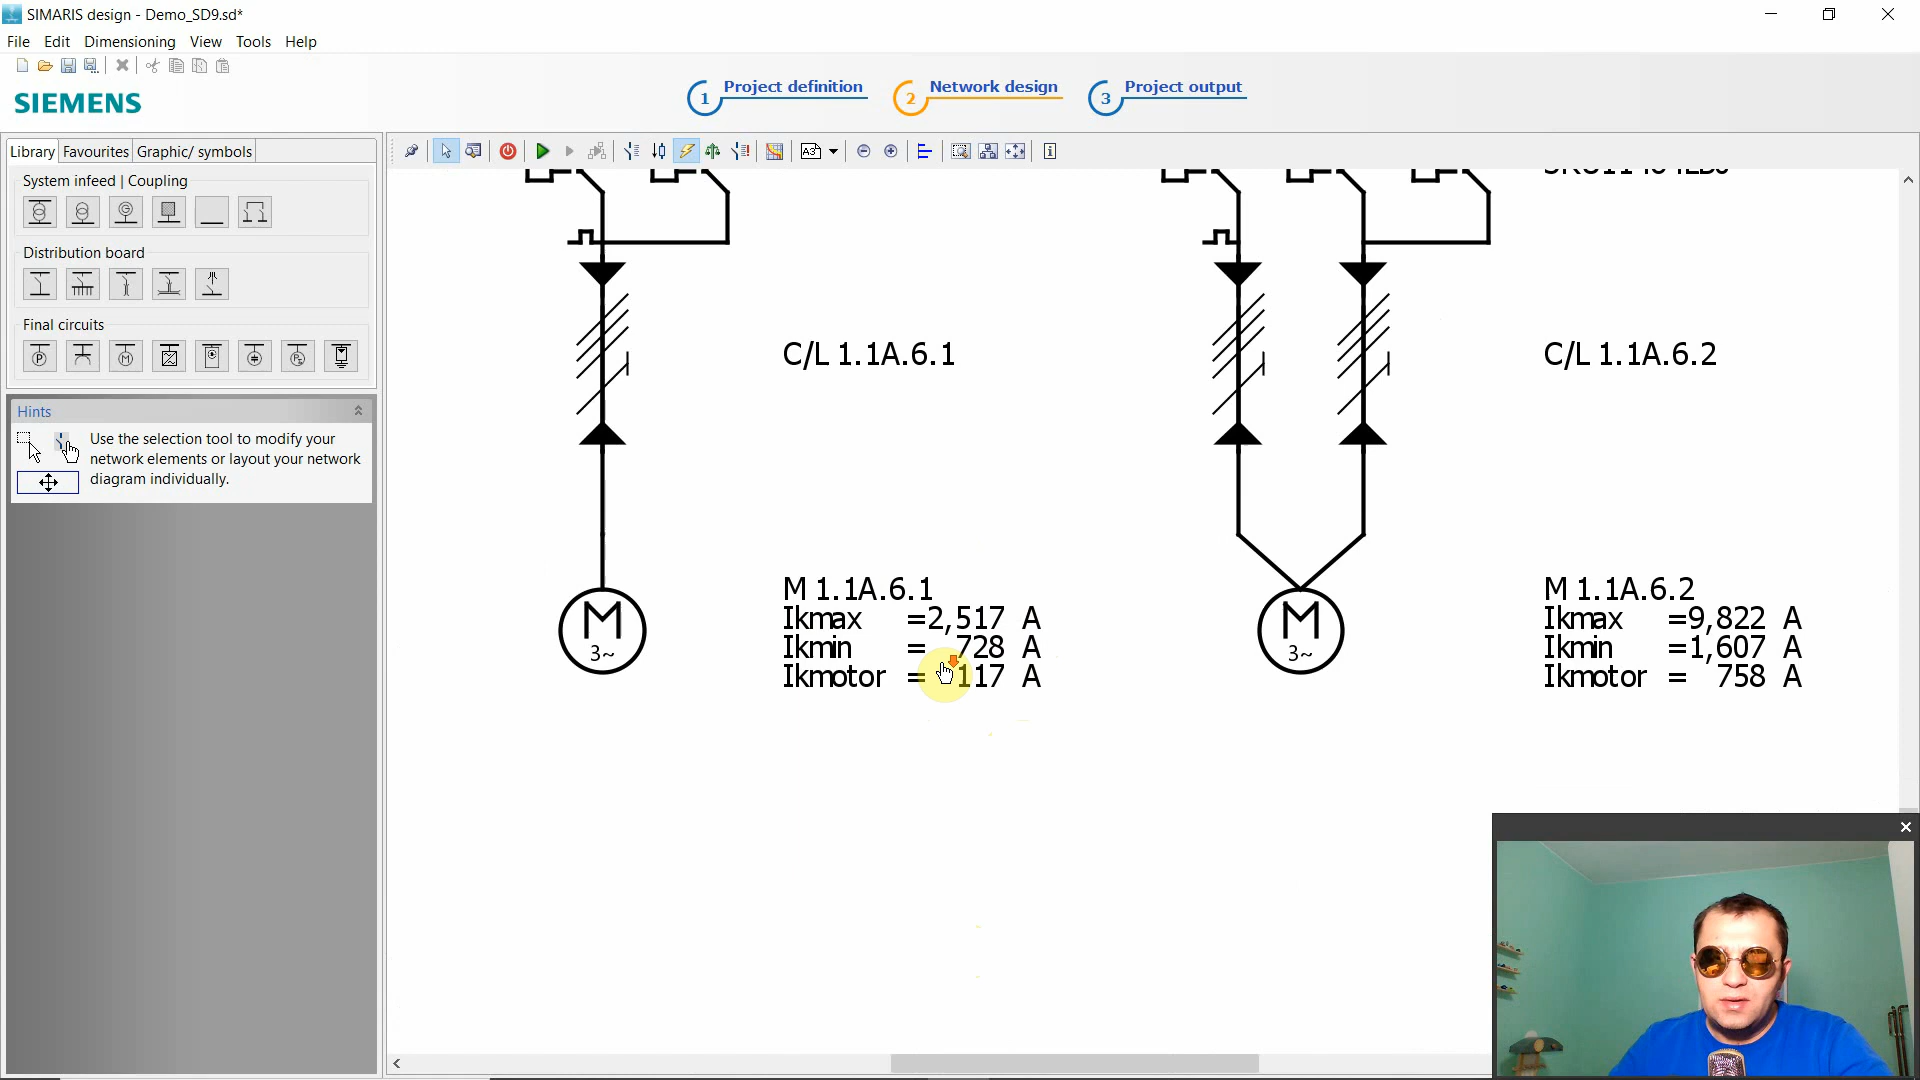 SIMARIS design - Demo_SD9.sd*
File Edit Dimensioning View Tools Help
SIEMENS
1 Project definition
2 Network design
3 Project output
Library Favourites Graphic/ symbols
System infeed | Coupling
Distribution board
Final circuits
Hints
Use the selection tool to modify your
network elements or layout your network
diagram individually.
C/L 1.1A.6.1
C/L 1.1A.6.2
M
3~
M 1.1A.6.1
Ikmax =2,517 A
Ikmin = 728 A
Ikmotor = 117 A
M
3~
M 1.1A.6.2
Ikmax =9,822 A
Ikmin =1,607 A
Ikmotor = 758 A